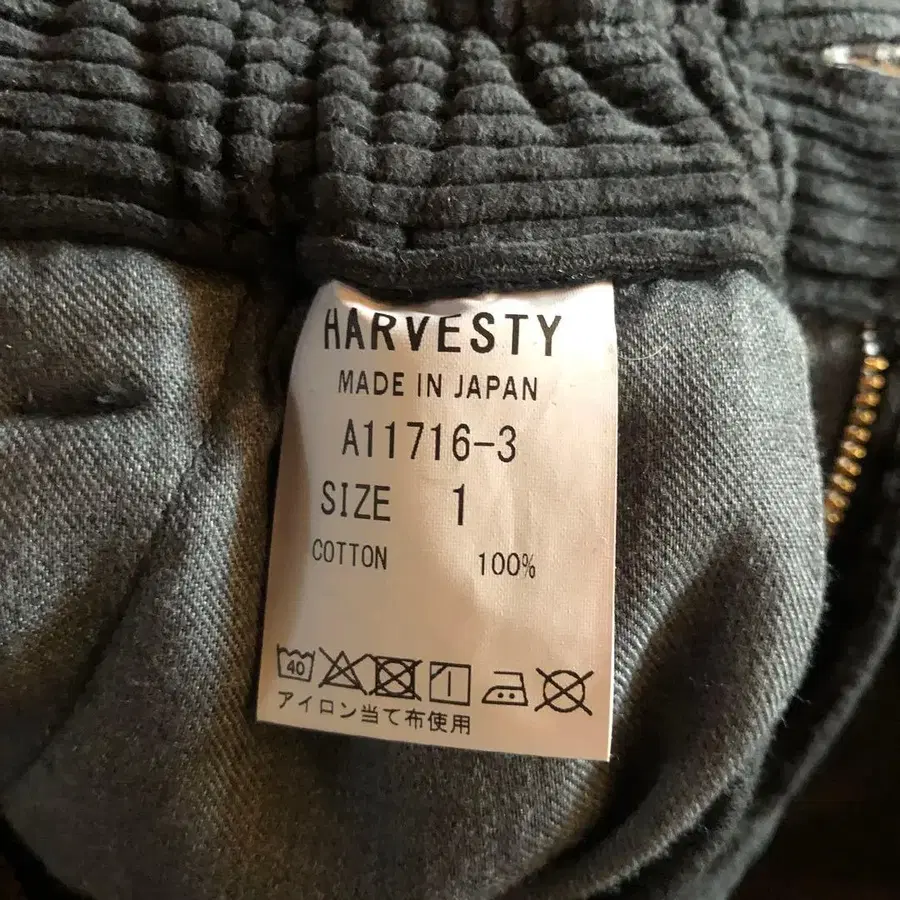 HARVESTY
MADE IN JAPAN
A11716-3
SIZE 1
COTTON 100%
40
アイロン当て布使用